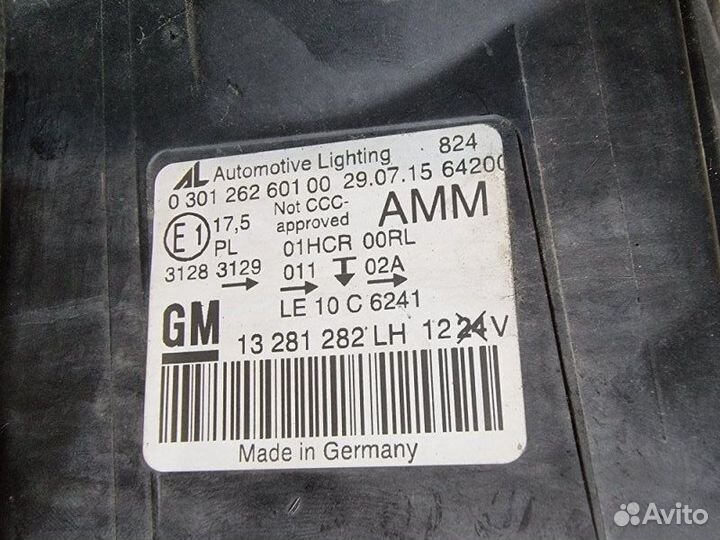 AL Automotive Lighting 824
0 301 262 601 00 29.07.15 64200
E1 17,5 Not CCC- AMM
PL approved
01HCR 00RL
3128 3129 011 02A
LE 10 C 6241
GM 13 281 282 LH 12 24 V
Made in Germany
Avito